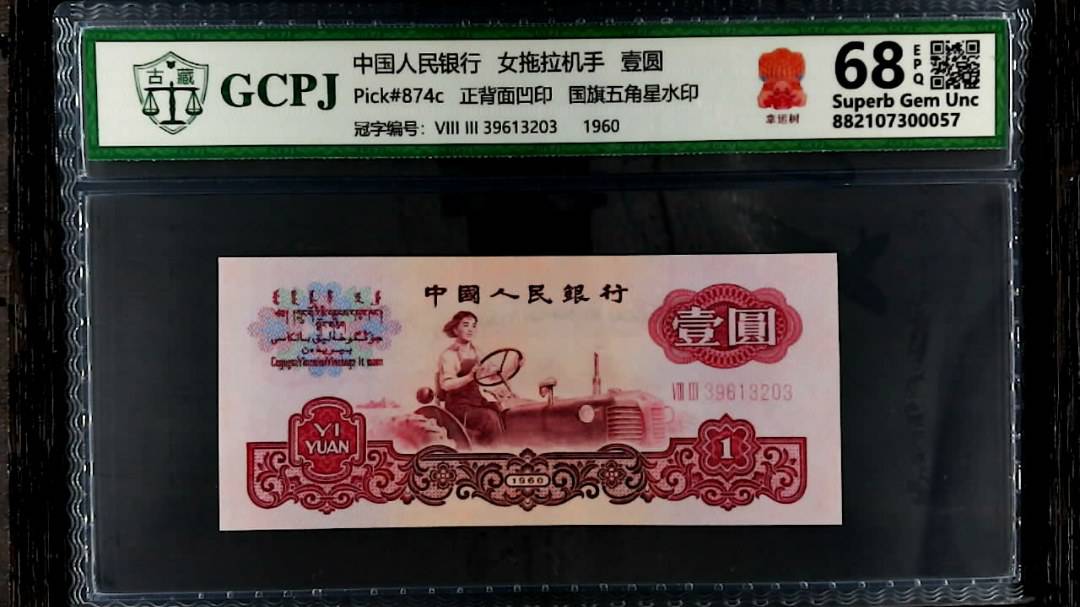 古藏
GCPJ
中国人民银行 女拖拉机手 壹圆
Pick#874c 正背面凹印 国旗五角星水印
冠字编号: VIII III 39613203 1960
幸运树
68 EPQ
Superb Gem Unc
882107300057
中國人民銀行
壹圓
VIII III 39613203
YI
YUAN
1
1960